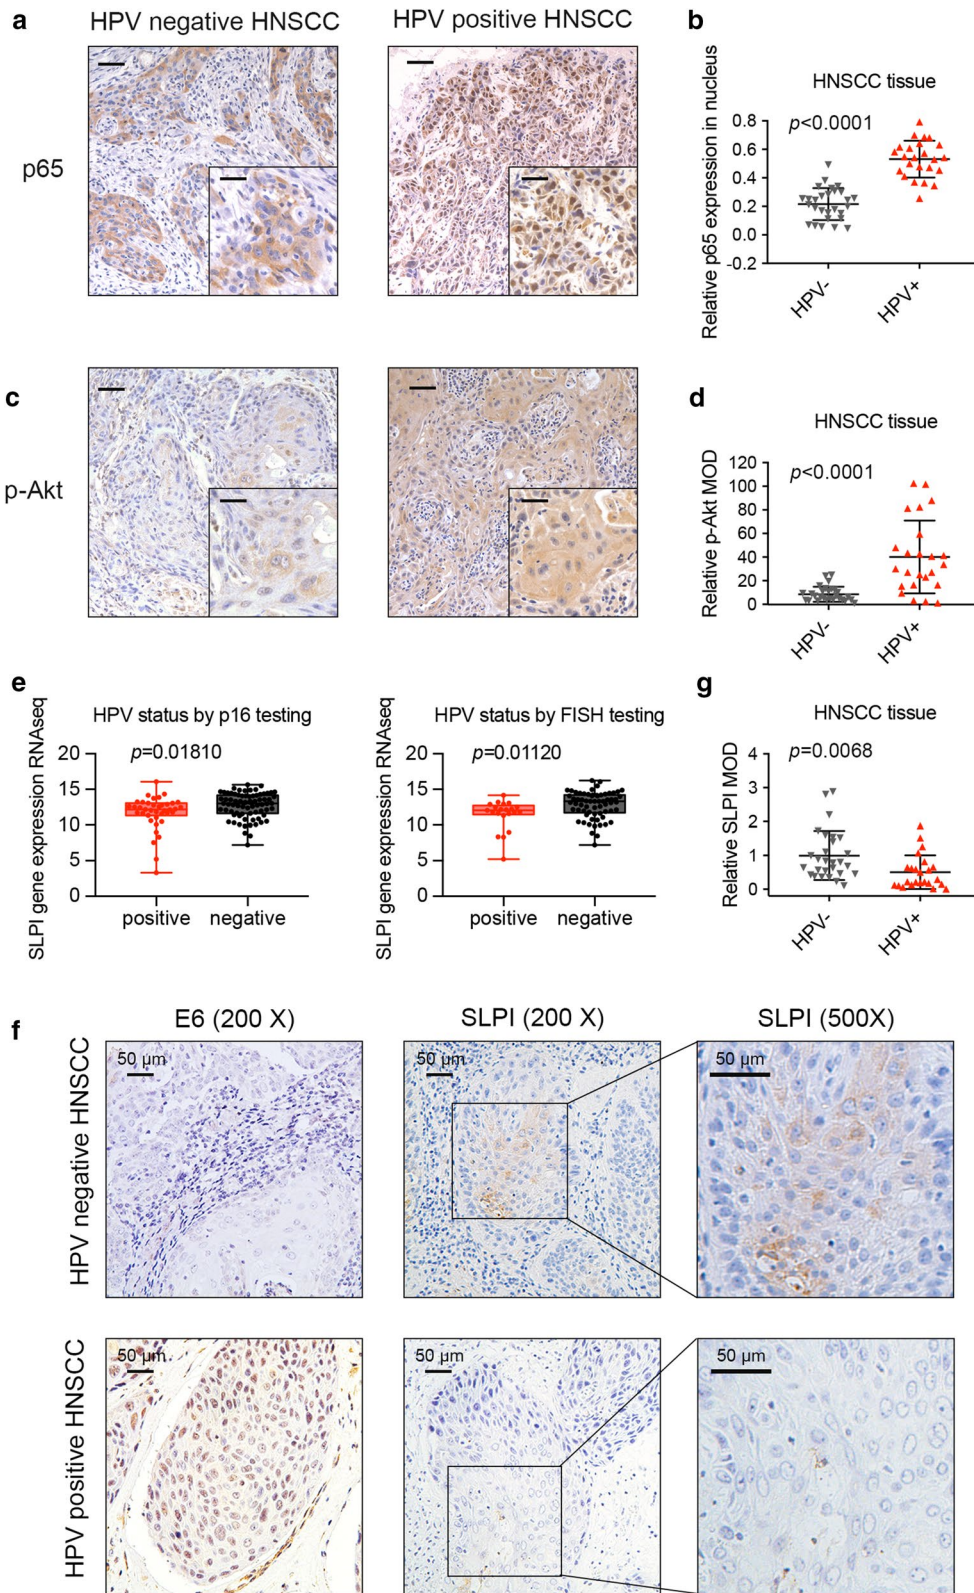 a
HPV negative HNSCC
HPV positive HNSCC
p65
b
HNSCC tissue
p<0.0001
Relative p65 expression in nucleus
0.8
0.6
0.4
0.2
0.0
-0.2
HPV-
HPV+
c
p-Akt
d
HNSCC tissue
p<0.0001
Relative p-Akt MOD
120
100
80
60
40
20
0
HPV-
HPV+
e
HPV status by p16 testing
p=0.01810
SLPI gene expression RNAseq
20
15
10
5
0
positive
negative
HPV status by FISH testing
p=0.01120
SLPI gene expression RNAseq
20
15
10
5
0
positive
negative
g
HNSCC tissue
p=0.0068
Relative SLPI MOD
4
3
2
1
0
HPV-
HPV+
f
E6 (200 X)
SLPI (200 X)
SLPI (500X)
HPV negative HNSCC
50 µm
50 µm
50 µm
HPV positive HNSCC
50 µm
50 µm
50 µm